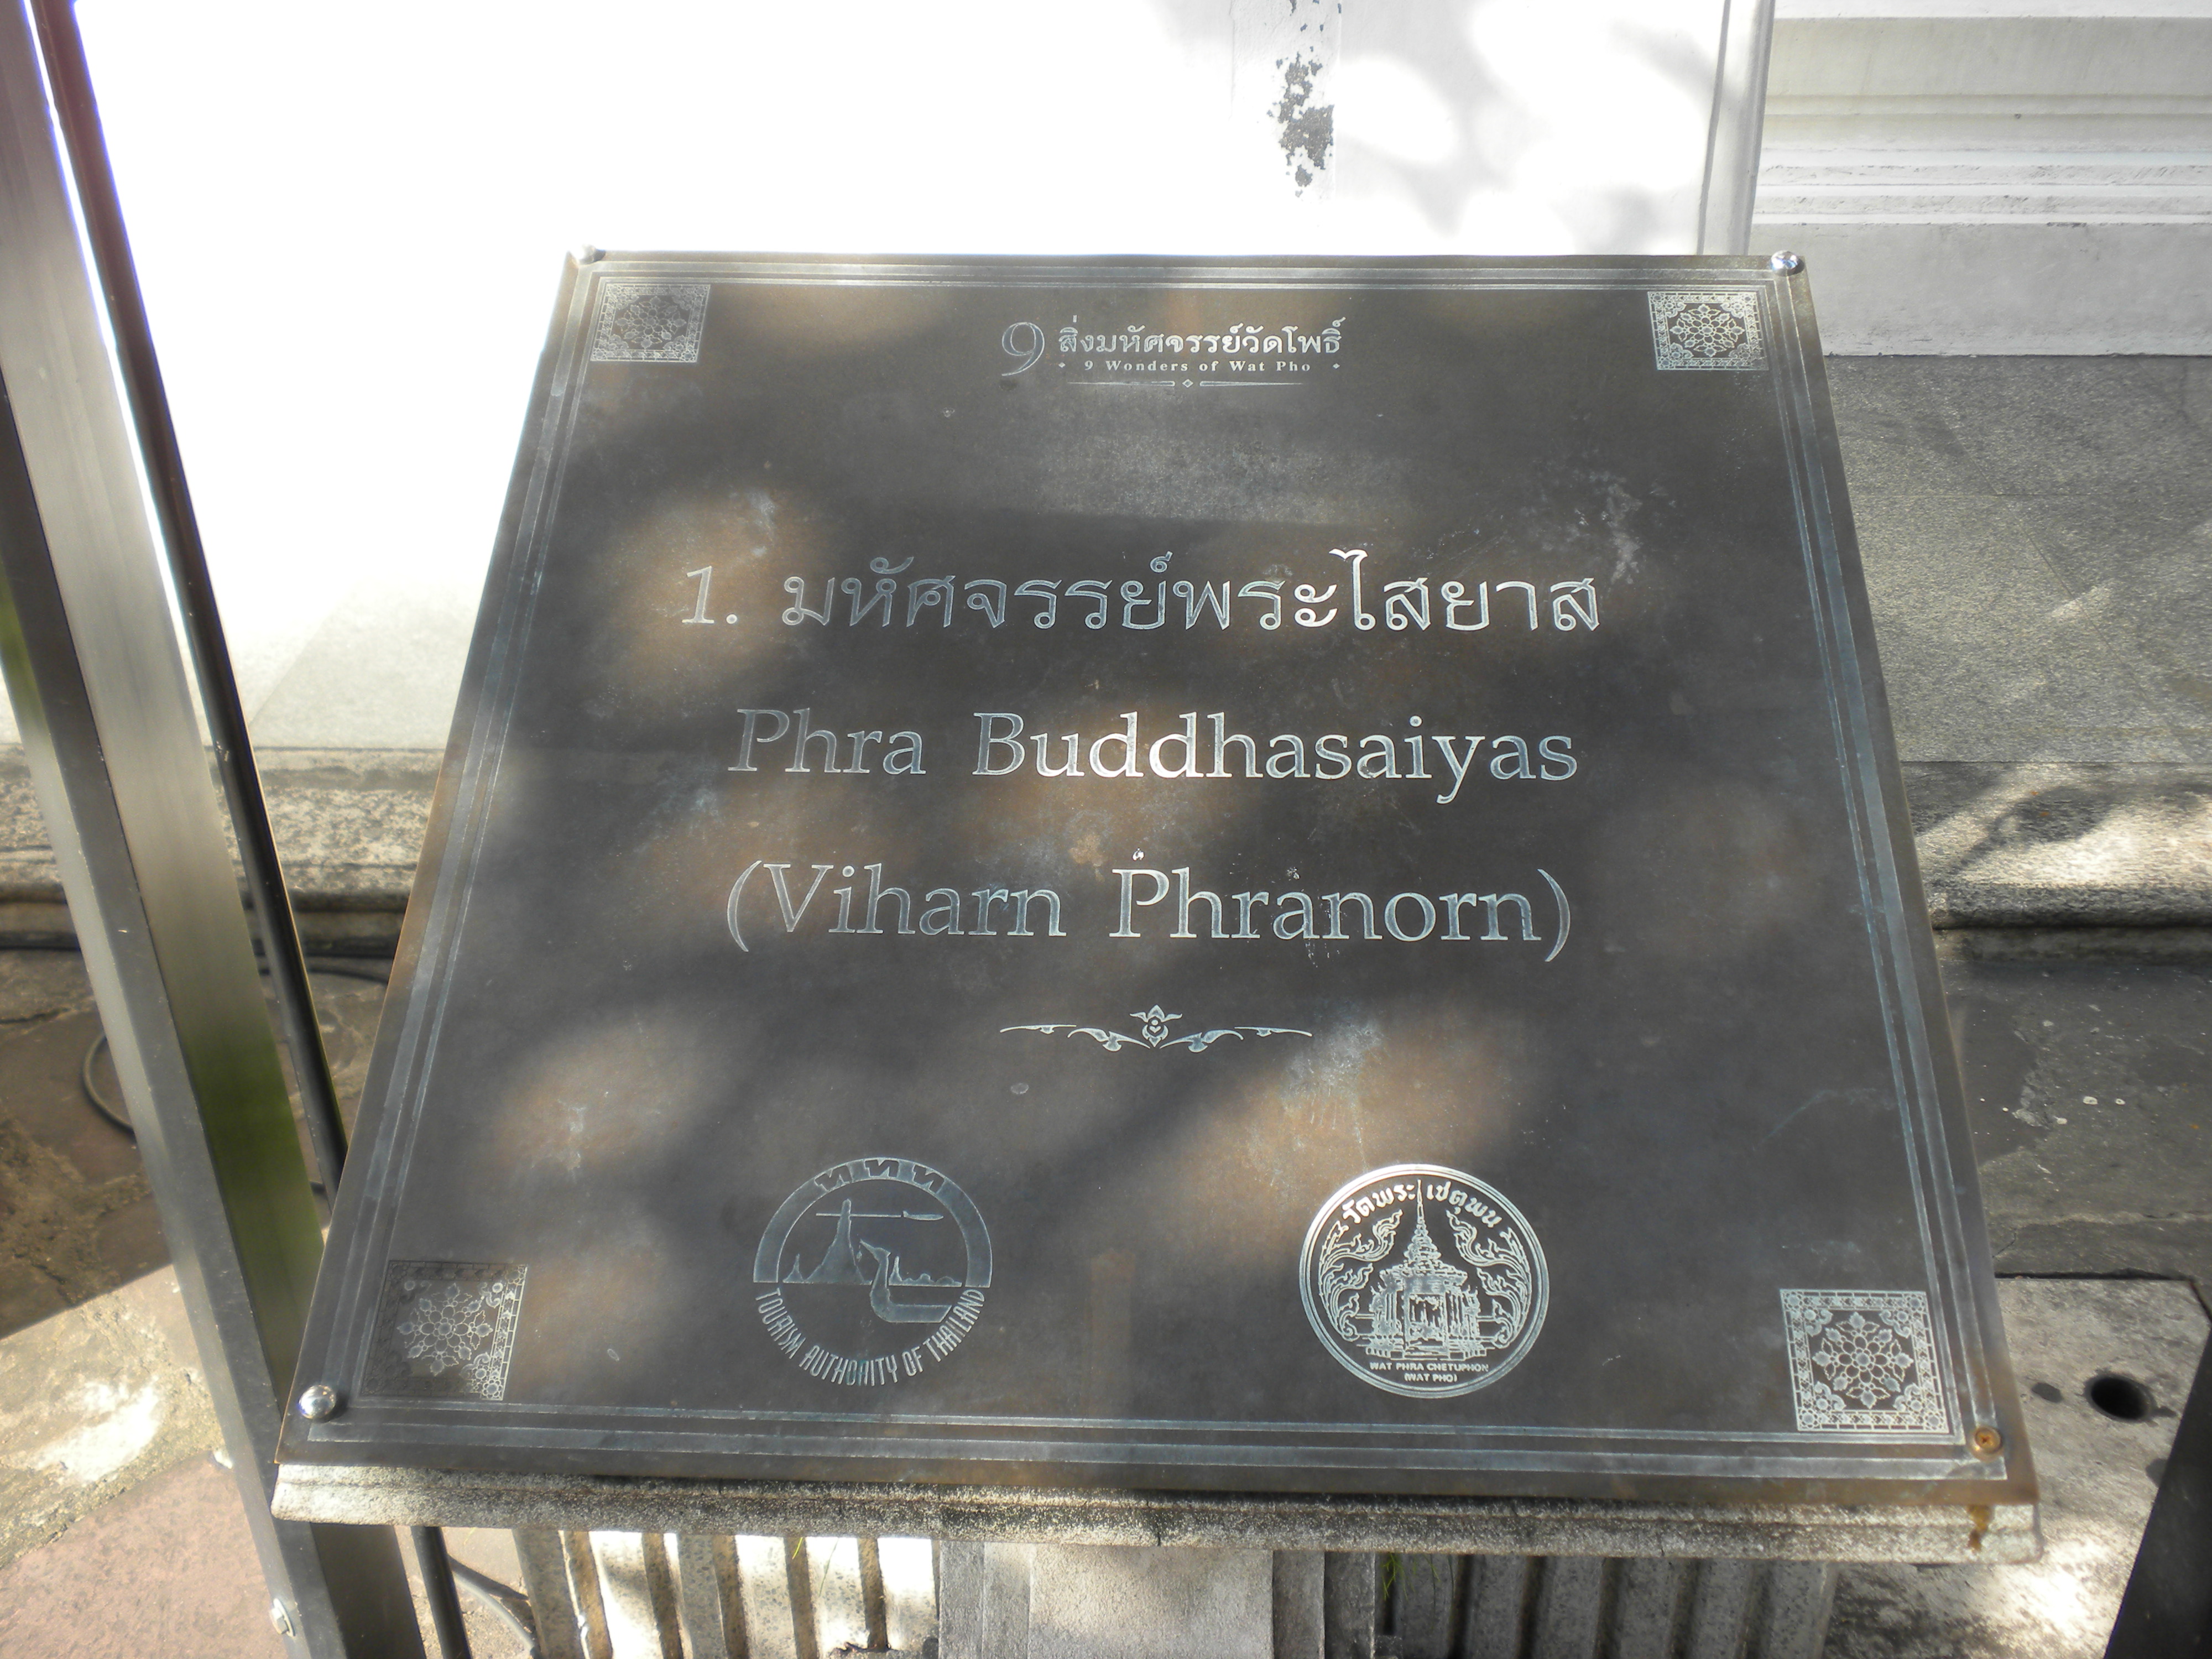 9 สิ่งมหัศจรรย์วัดโพธิ์
9 Wonders of Wat Pho
1. มหัศจรรย์พระไสยาส
Phra Buddhasaiyas
(Viharn Phranorn)
ททท
TOURISM AUTHORITY OF THAILAND
วัดพระเชตุพน
WAT PHRA CHETUPHON
(WAT PHO)